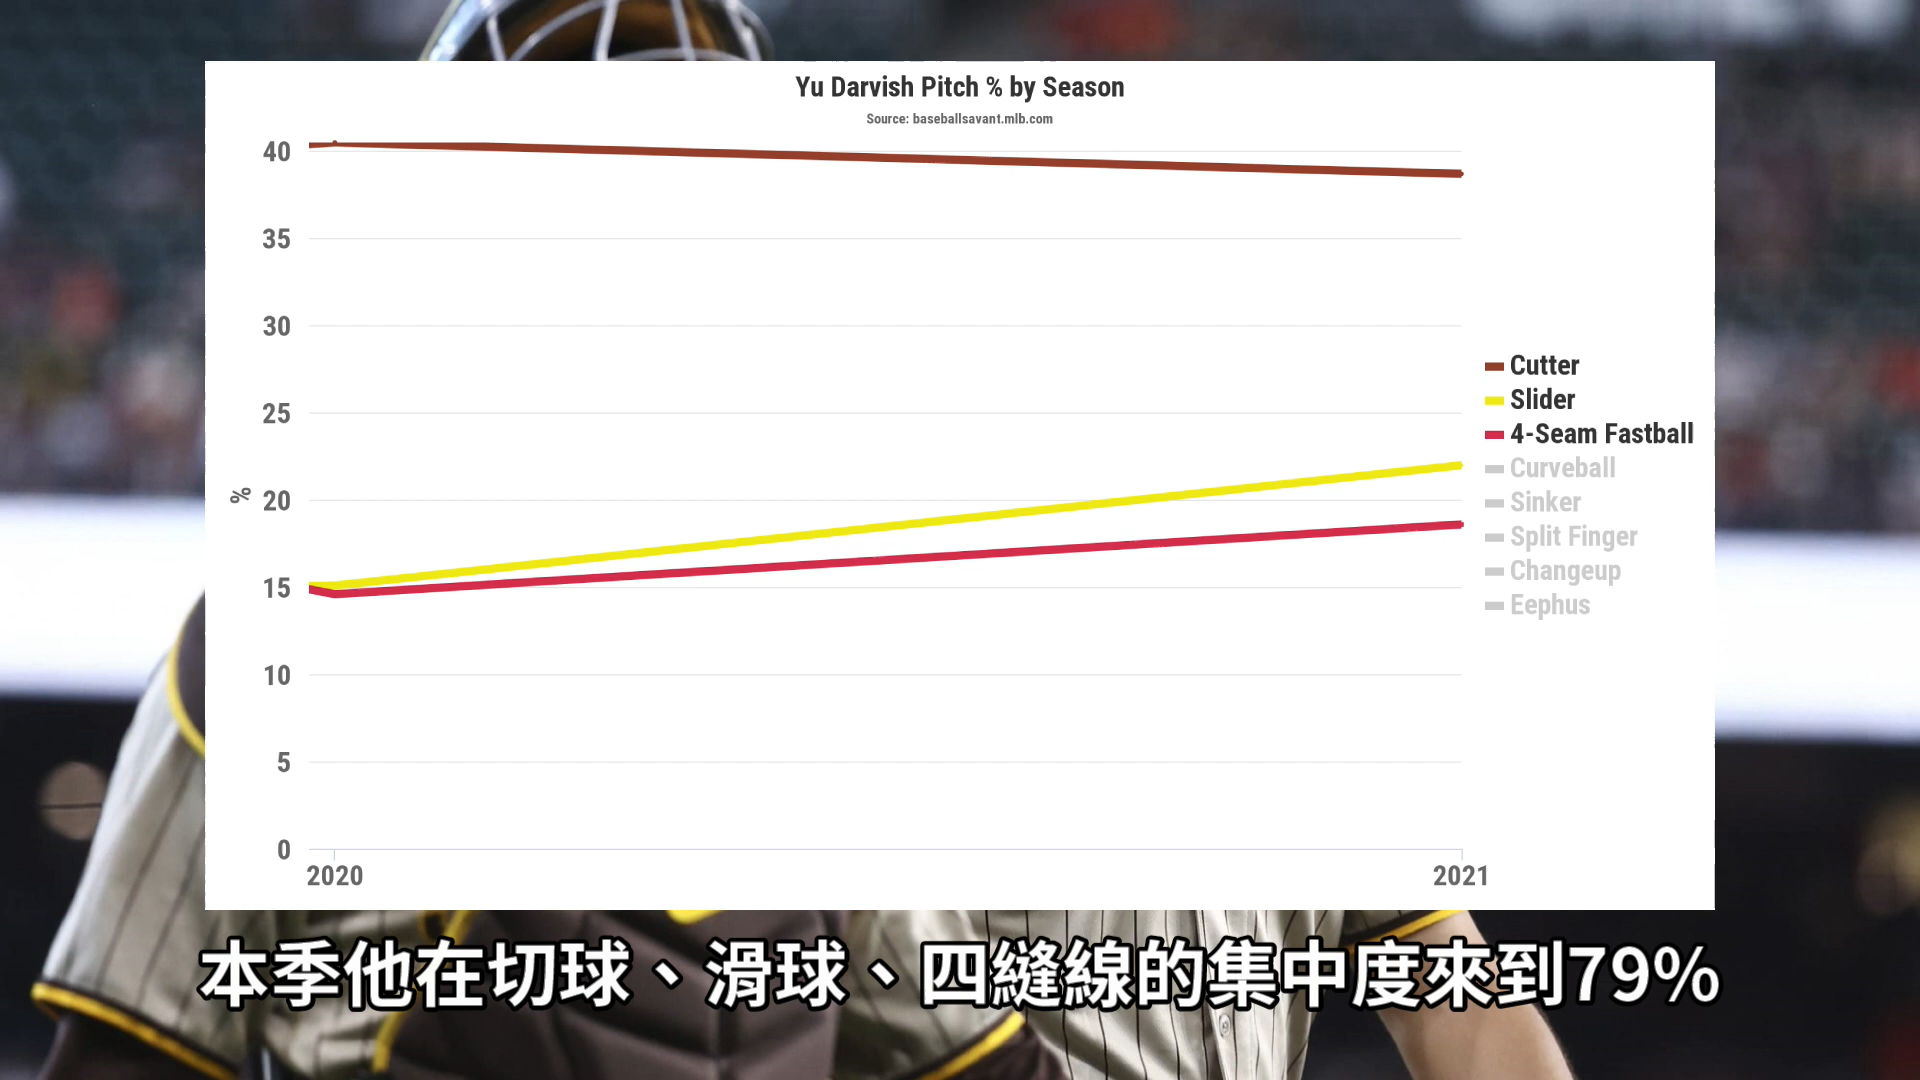 Yu Darvish Pitch % by Season
Source: baseballsavant.mlb.com
40
35
30
25
20
15
10
5
0
%
2020
2021
Cutter
Slider
4-Seam Fastball
Curveball
Sinker
Split Finger
Changeup
Eephus
本季他在切球、滑球、四縫線的集中度來到79%